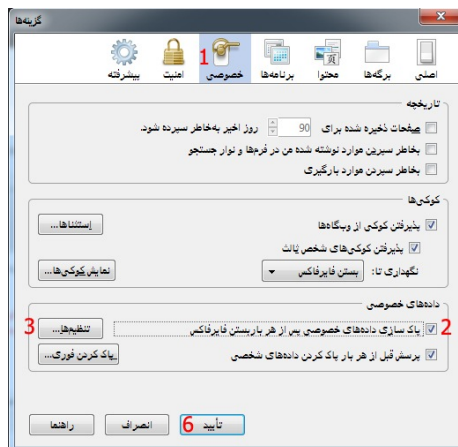 گزینه‌ها
اصلی برگه‌ها محتوا برنامه‌ها خصوصی 1 امنیت پیشرفته
تاریخچه
صفحات ذخیره شده برای 90 روز اخیر به‌خاطر سپرده شود.
بخاطر سپردن موارد نوشته شده من در فرم‌ها و نوار جستجو
بخاطر سپردن موارد بارگیری
کوکی‌ها
پذیرفتن کوکی از وبگاه‌ها إستثناها...
پذیرفتن کوکی‌های شخص ثالث
نگهداری تا: بستن فایرفاکس نمایش کوکی‌ها...
داده‌های خصوصی
2 پاک سازی داده‌های خصوصی پس از هر باربستن فایرفاکس تنظیم‌ها... 3
پرسش قبل از هر بار پاک کردن داده‌های شخصی پاک کردن فوری...
تأیید 6 انصراف راهنما